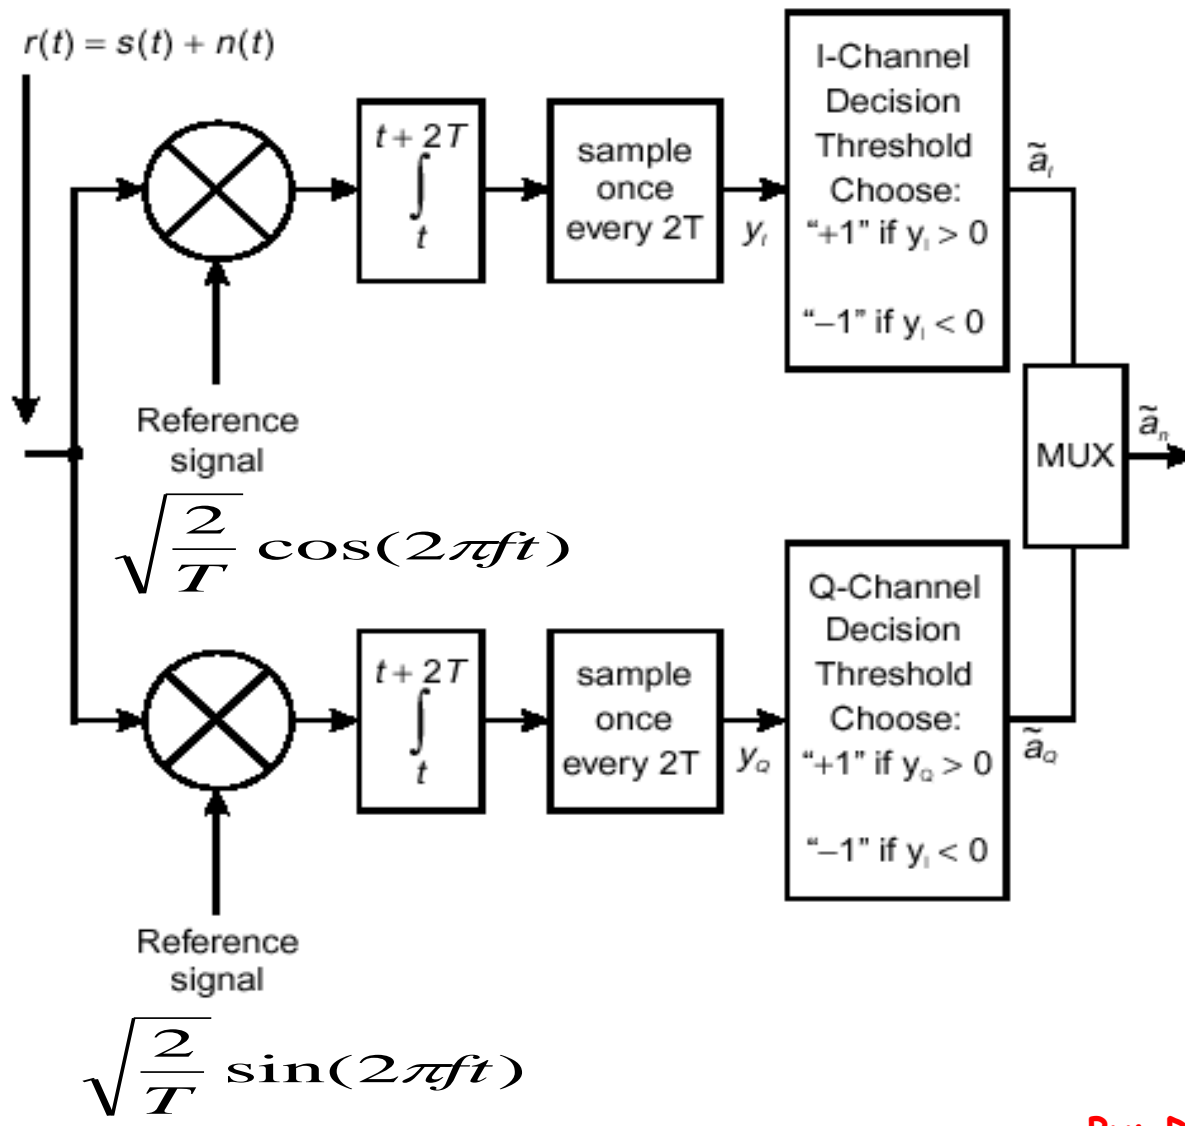 r(t) = s(t) + n(t)
t + 2T
∫
t
sample
once
every 2T
y_I
I-Channel
Decision
Threshold
Choose:
“+1” if y_I > 0
“–1” if y_I < 0
ã_I
Reference
signal
√(2/T) cos(2πft)
MUX
ã_n
t + 2T
∫
t
sample
once
every 2T
y_Q
Q-Channel
Decision
Threshold
Choose:
“+1” if y_Q > 0
“–1” if y_I < 0
ã_Q
Reference
signal
√(2/T) sin(2πft)